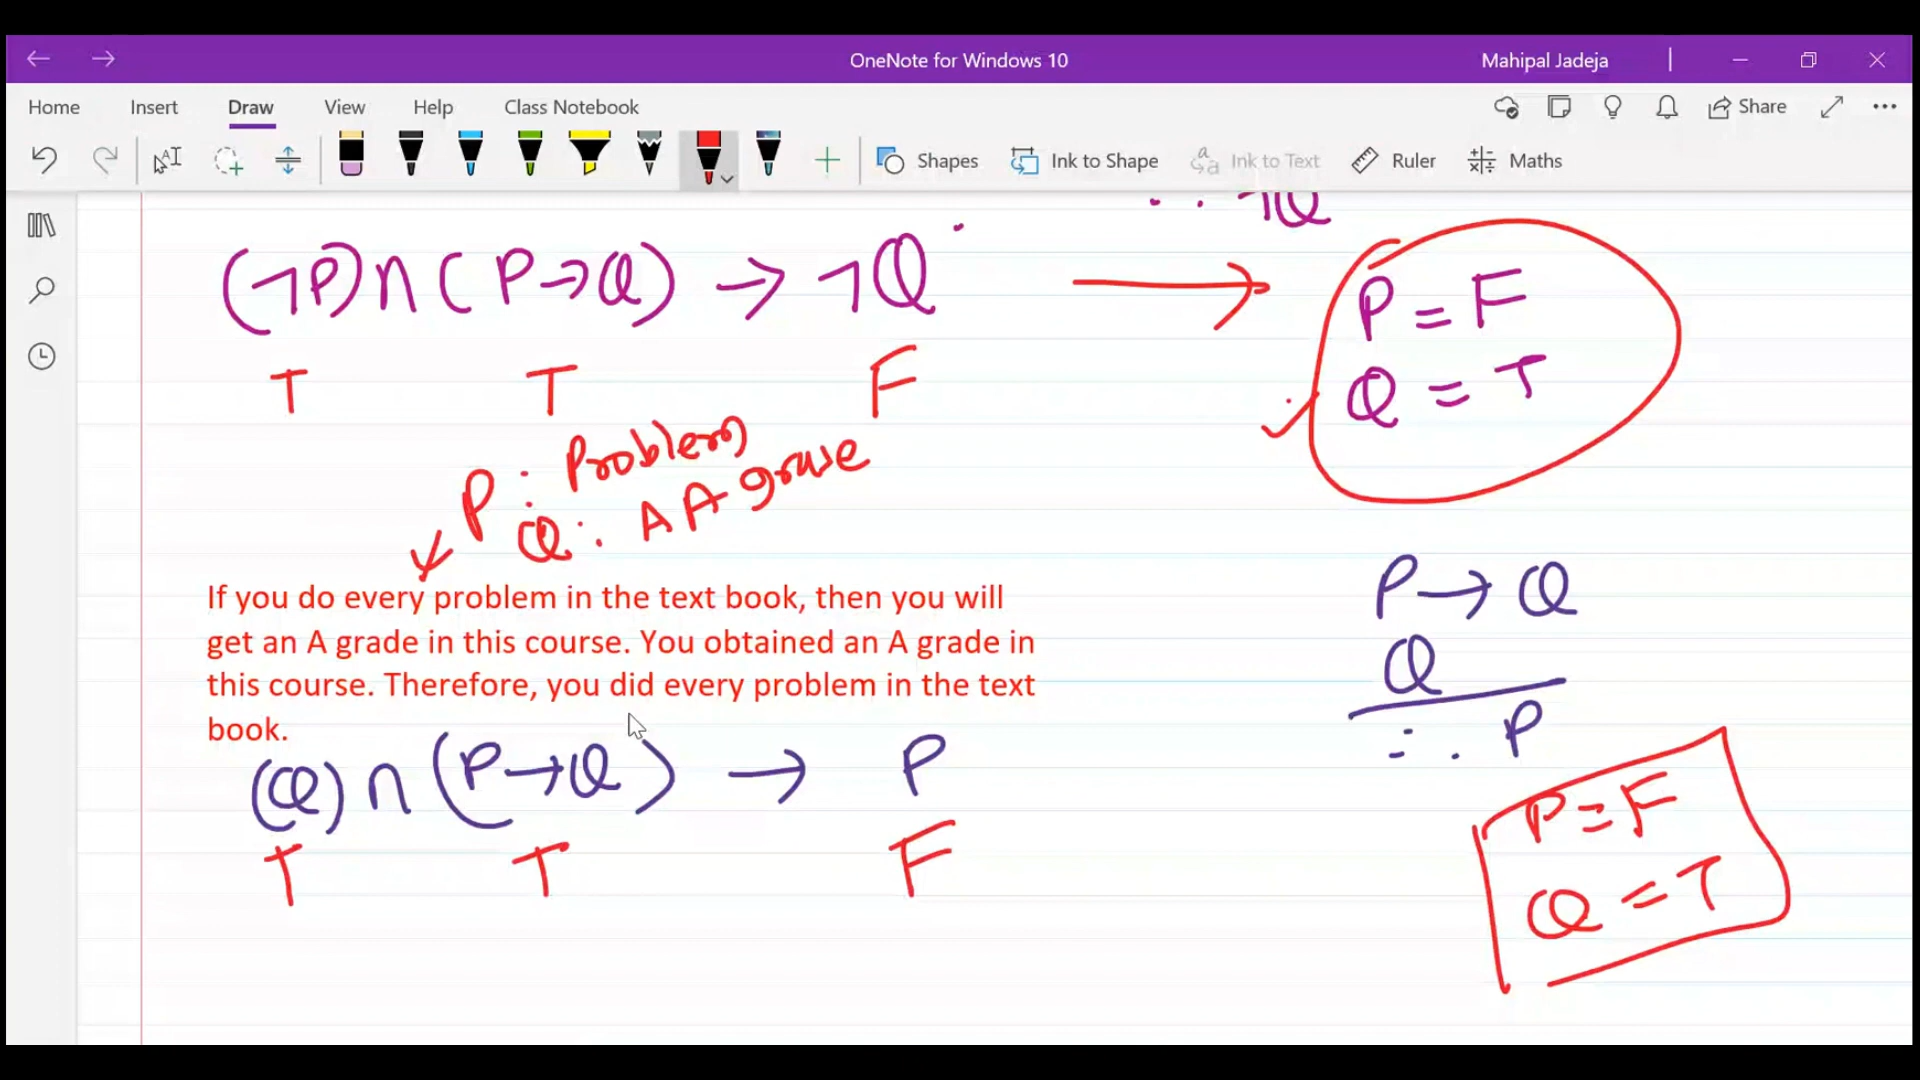 OneNote for Windows 10
Mahipal Jadeja
Home Insert Draw View Help Class Notebook
Share
Shapes Ink to Shape Ink to Text Ruler Maths
∴ ¬Q
(¬P) ∩ (P → Q) → ¬Q
T T F
P = F
Q = T
P : Problem
Q : A A grade
If you do every problem in the text book, then you will
get an A grade in this course. You obtained an A grade in
this course. Therefore, you did every problem in the text
book.
(Q) ∩ (P → Q) → P
T T F
P → Q
Q
∴ P
P = F
Q = T